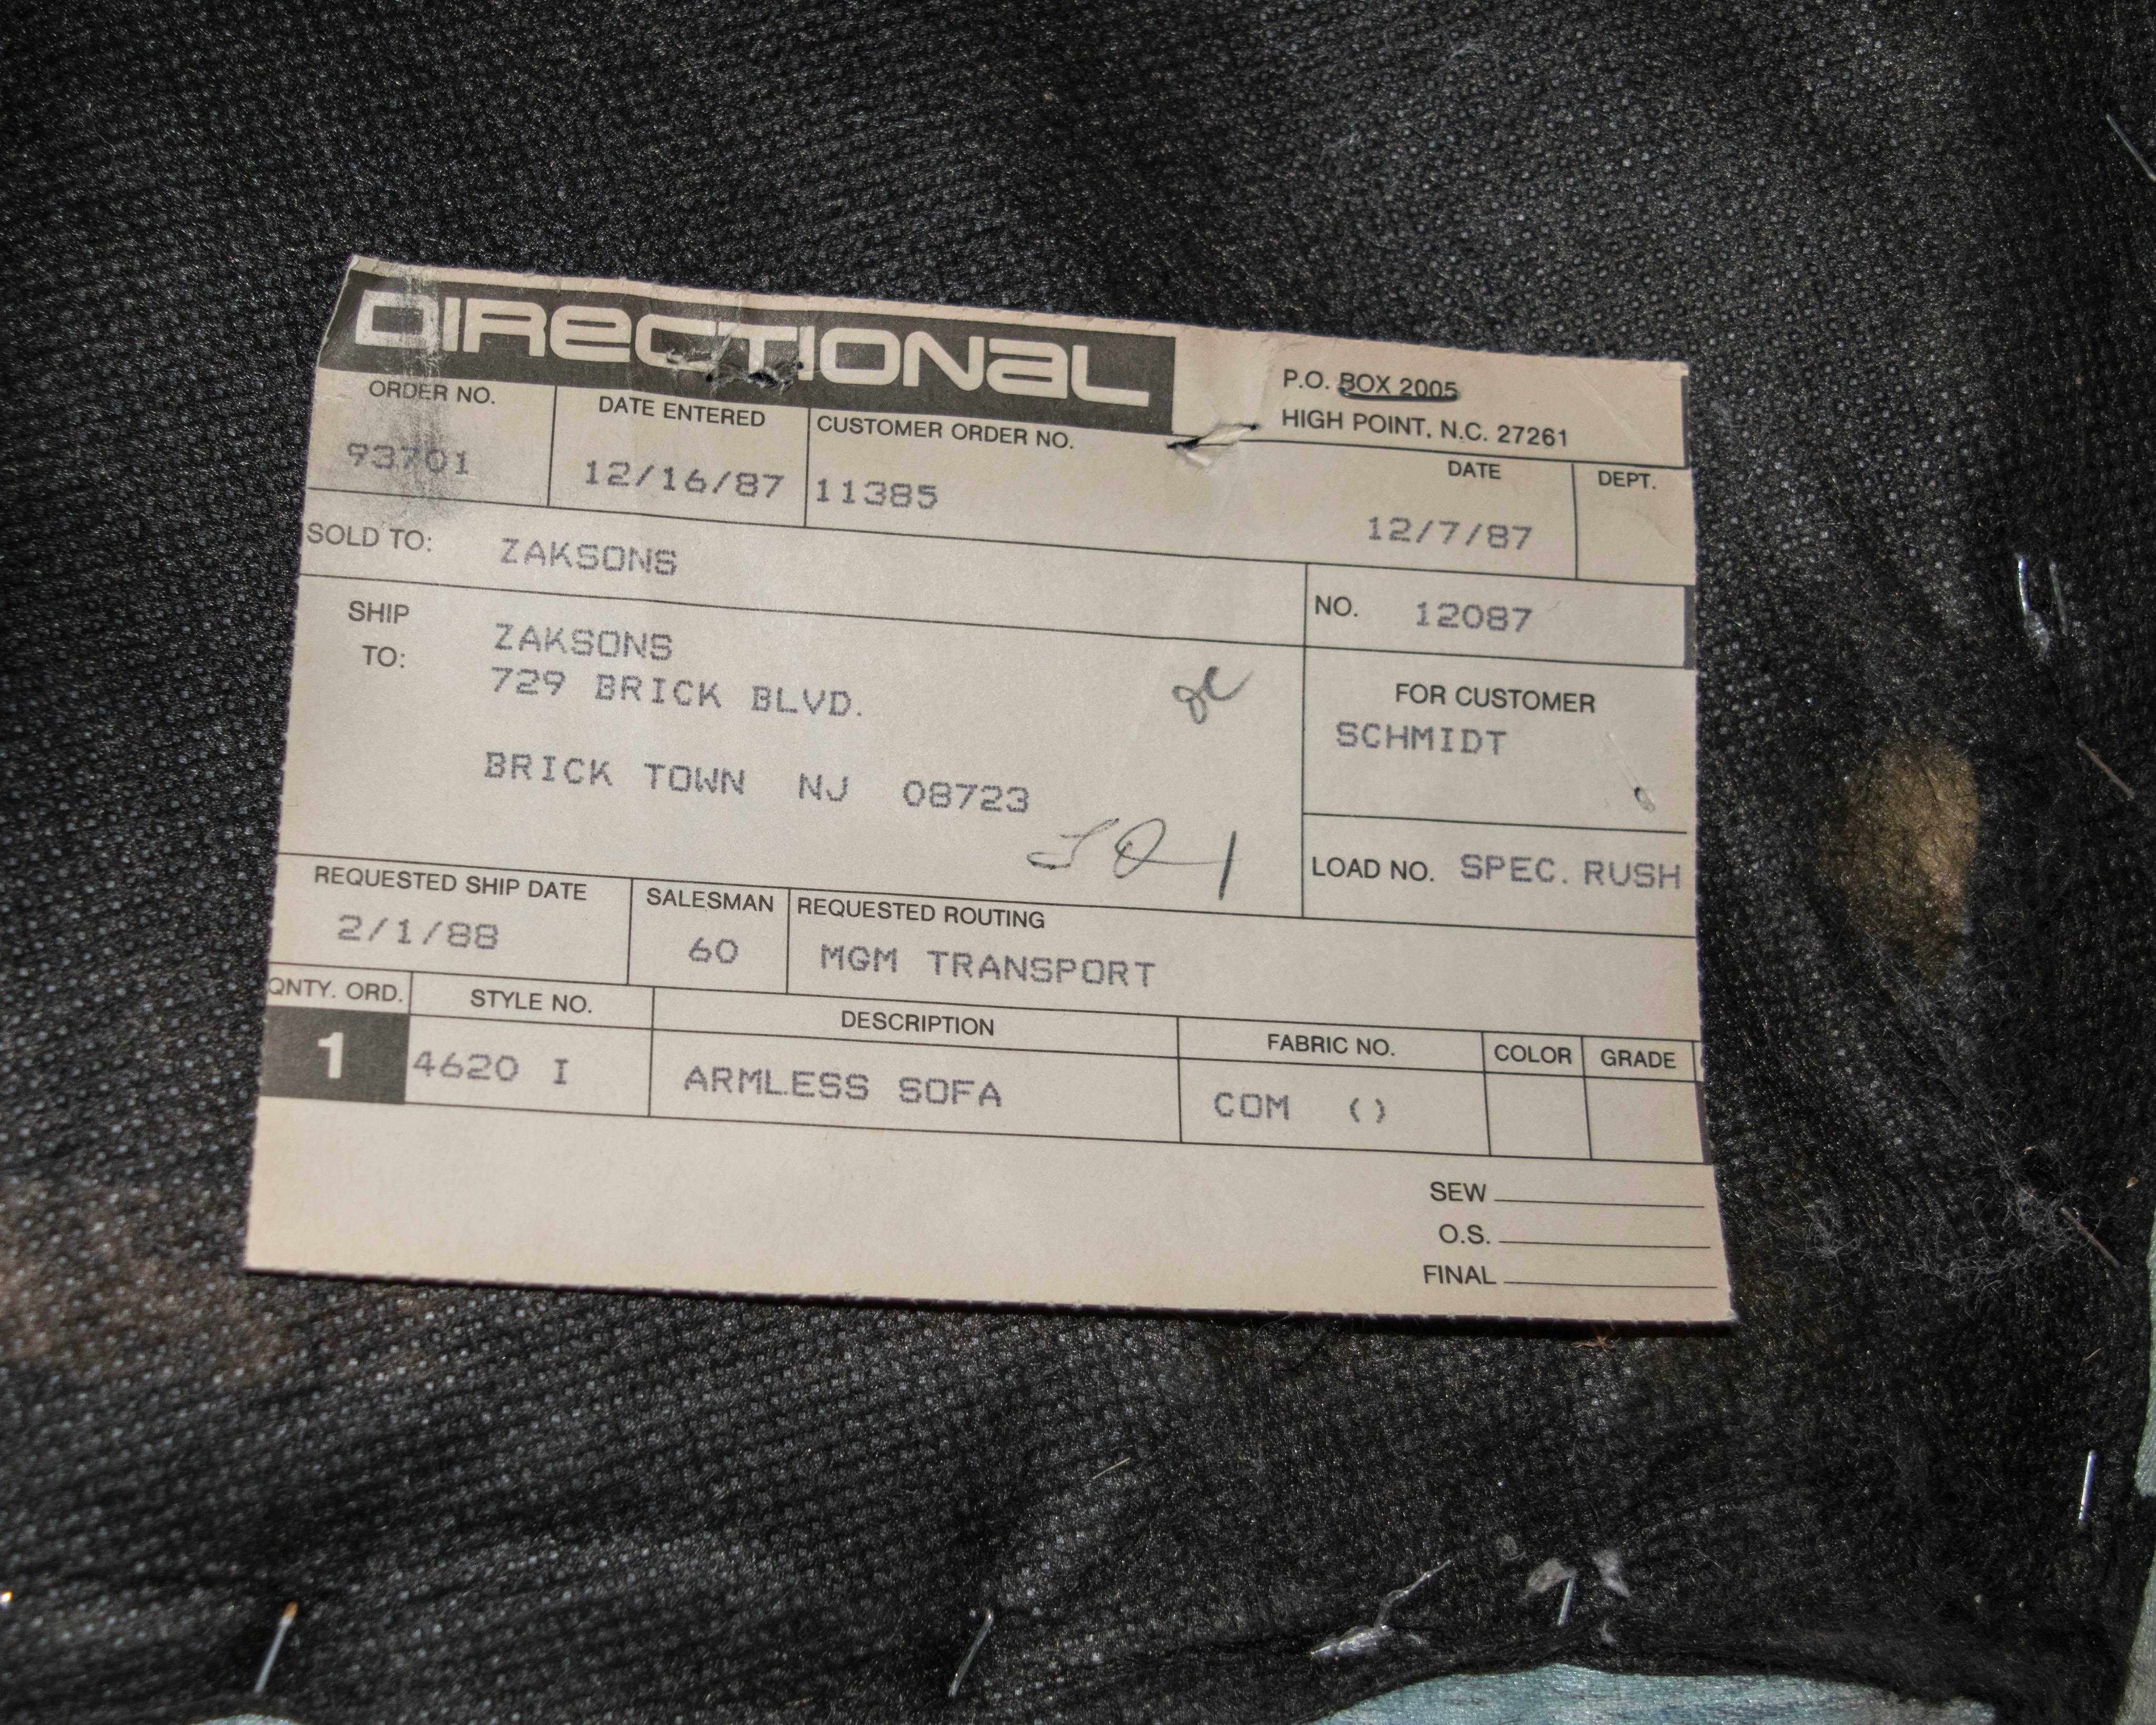 DIRECTIONAL
P.O. BOX 2005
HIGH POINT, N.C. 27261
ORDER NO. DATE ENTERED CUSTOMER ORDER NO. DATE DEPT.
93701 12/16/87 11385 12/7/87
SOLD TO: ZAKSONS
NO. 12087
SHIP TO: ZAKSONS
729 BRICK BLVD.
BRICK TOWN NJ 08723
FOR CUSTOMER
SCHMIDT
LOAD NO. SPEC. RUSH
REQUESTED SHIP DATE SALESMAN REQUESTED ROUTING
2/1/88 60 MGM TRANSPORT
QNTY. ORD. STYLE NO. DESCRIPTION FABRIC NO. COLOR GRADE
1 4620 I ARMLESS SOFA COM ()
SEW
O.S.
FINAL